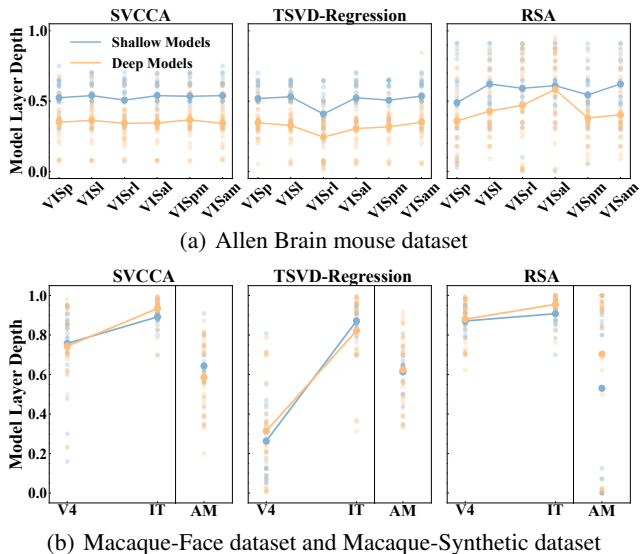 SVCCA TSVD-Regression RSA
Model Layer Depth
1.0
0.5
0.0
Shallow Models
Deep Models
VISp VISl VISrl VISal VISpm VISam VISp VISl VISrl VISal VISpm VISam VISp VISl VISrl VISal VISpm VISam
(a) Allen Brain mouse dataset
SVCCA TSVD-Regression RSA
Model Layer Depth
1.0
0.8
0.6
0.4
0.2
0.0
V4 IT AM V4 IT AM V4 IT AM
(b) Macaque-Face dataset and Macaque-Synthetic dataset